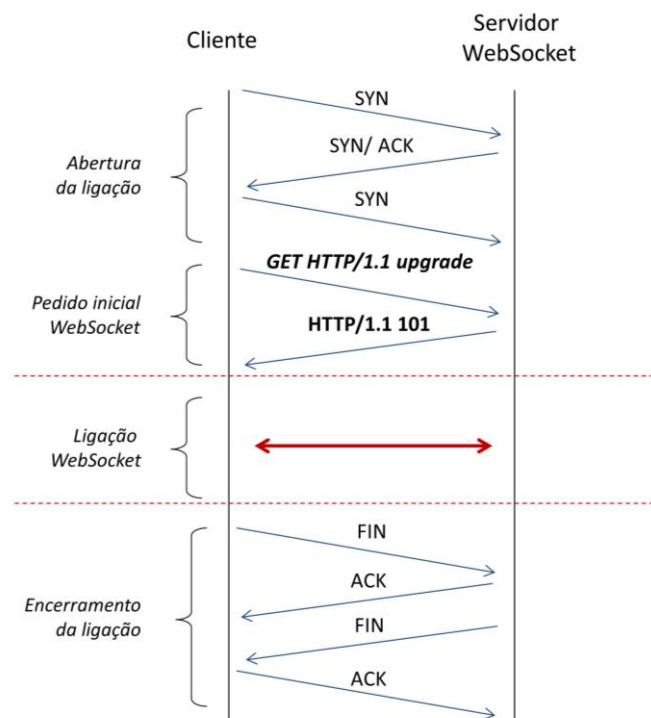 Cliente
Servidor
WebSocket
Abertura
da ligação
SYN
SYN/ ACK
SYN
Pedido inicial
WebSocket
GET HTTP/1.1 upgrade
HTTP/1.1 101
Ligação
WebSocket
Encerramento
da ligação
FIN
ACK
FIN
ACK